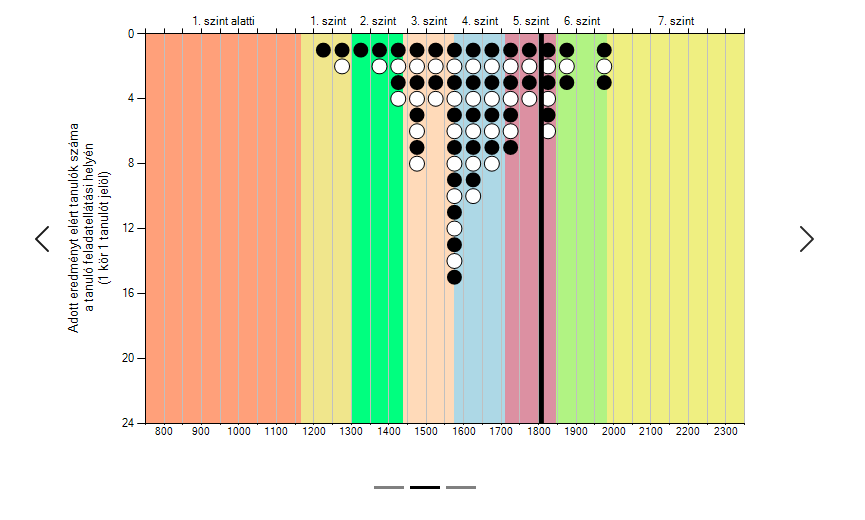 1. szint alatti 1. szint 2. szint 3. szint 4. szint 5. szint 6. szint 7. szint
0
4
8
12
16
20
24
Adott eredményt elért tanulók száma
a tanuló feladatellátási helyén
(1 kör 1 tanulót jelöl)
800 900 1000 1100 1200 1300 1400 1500 1600 1700 1800 1900 2000 2100 2200 2300